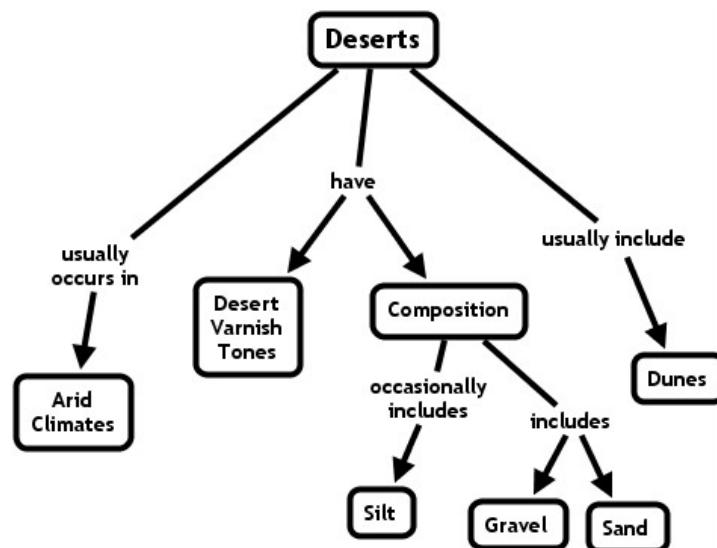 Deserts
have
usually
occurs in
usually include
Desert
Varnish
Tones
Composition
Arid
Climates
occasionally
includes
Dunes
includes
Silt
Gravel
Sand